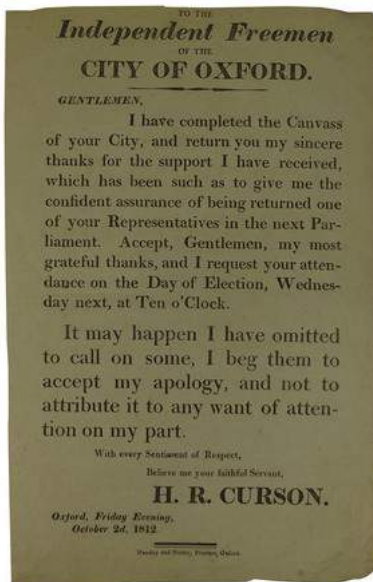 TO THE
Independent Freemen
OF THE
CITY OF OXFORD.
GENTLEMEN,
I have completed the Canvass
of your City, and return you my sincere
thanks for the support I have received,
which has been such as to give me the
confident assurance of being returned one
of your Representatives in the next Par-
liament. Accept, Gentlemen, my most
grateful thanks, and I request your atten-
dance on the Day of Election, Wednes-
day next, at Ten o'Clock.
It may happen I have omitted
to call on some, I beg them to
accept my apology, and not to
attribute it to any want of atten-
tion on my part.
With every Sentiment of Respect,
Believe me your faithful Servant,
H. R. CURSON.
Oxford, Friday Evening,
October 2d, 1812.
Munday and Slatter, Printers, Oxford.